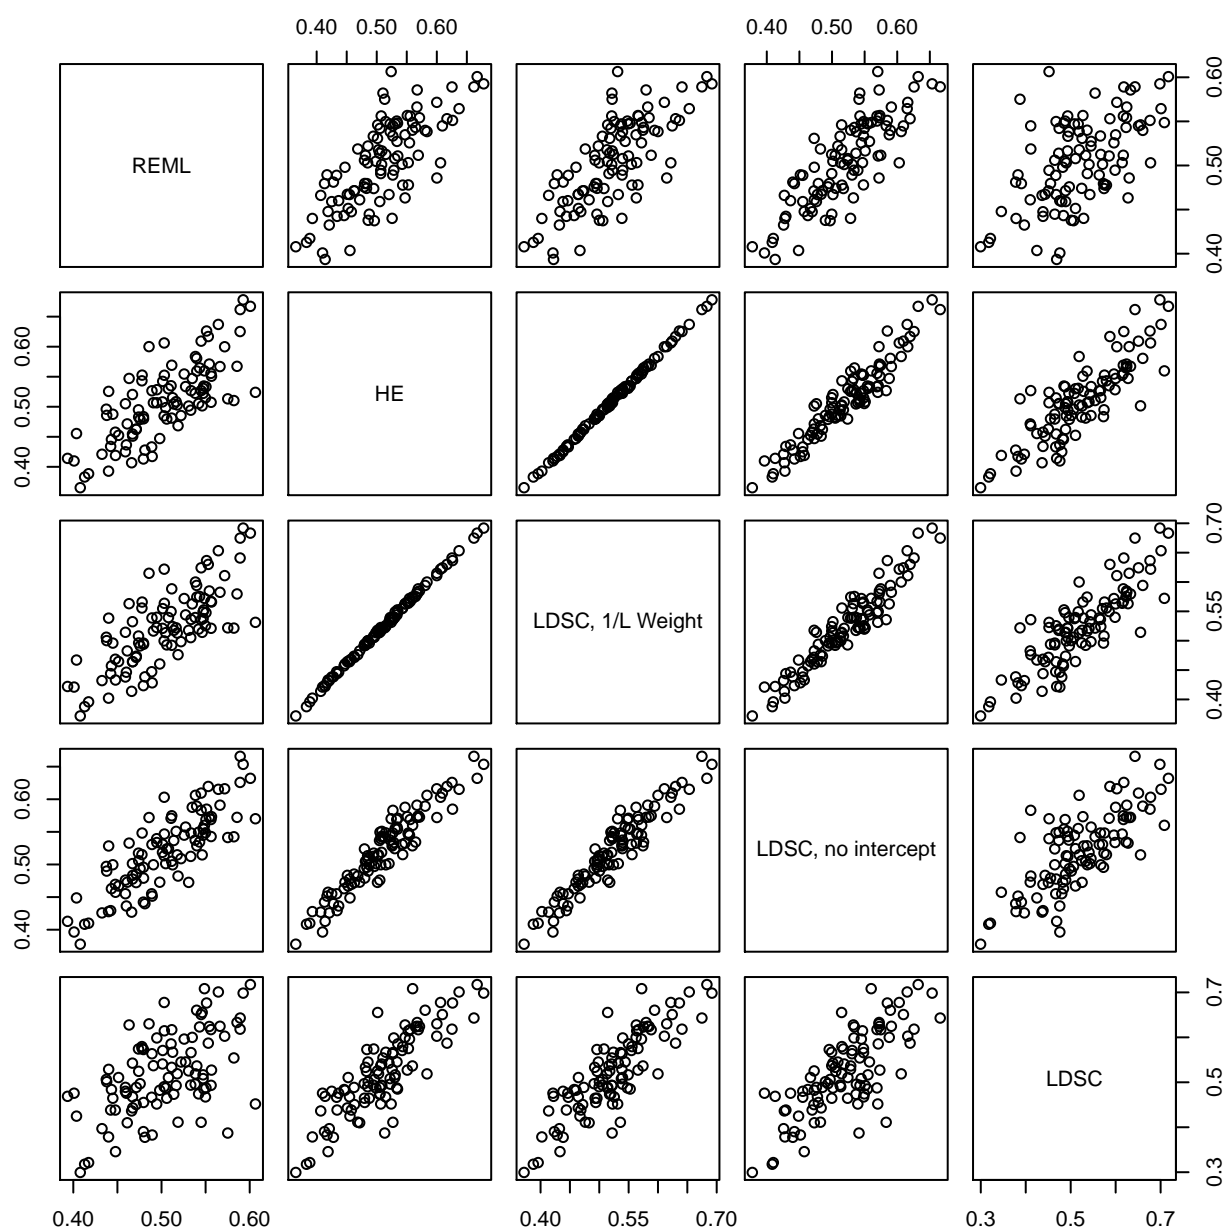 0.40 0.50 0.60 0.40 0.50 0.60
REML 0.40 0.50 0.60
0.40 0.50 0.60 HE
LDSC, 1/L Weight 0.40 0.55 0.70
0.40 0.50 0.60 LDSC, no intercept
LDSC 0.3 0.5 0.7
0.40 0.50 0.60 0.40 0.55 0.70 0.3 0.5 0.7